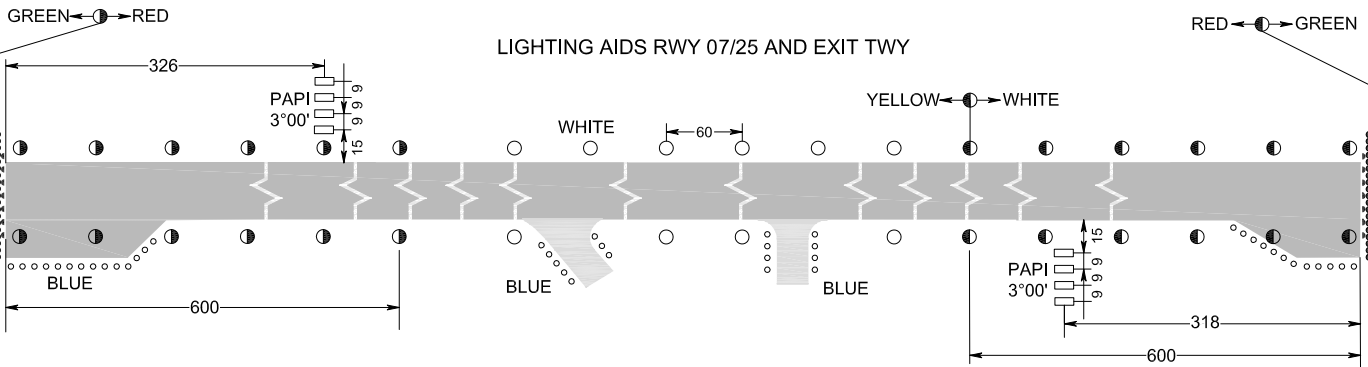 GREEN RED
LIGHTING AIDS RWY 07/25 AND EXIT TWY
RED GREEN
326
PAPI
3°00'
9
9
9
15
WHITE
60
YELLOW WHITE
BLUE
600
BLUE
BLUE
PAPI
3°00'
15
9
9
9
318
600